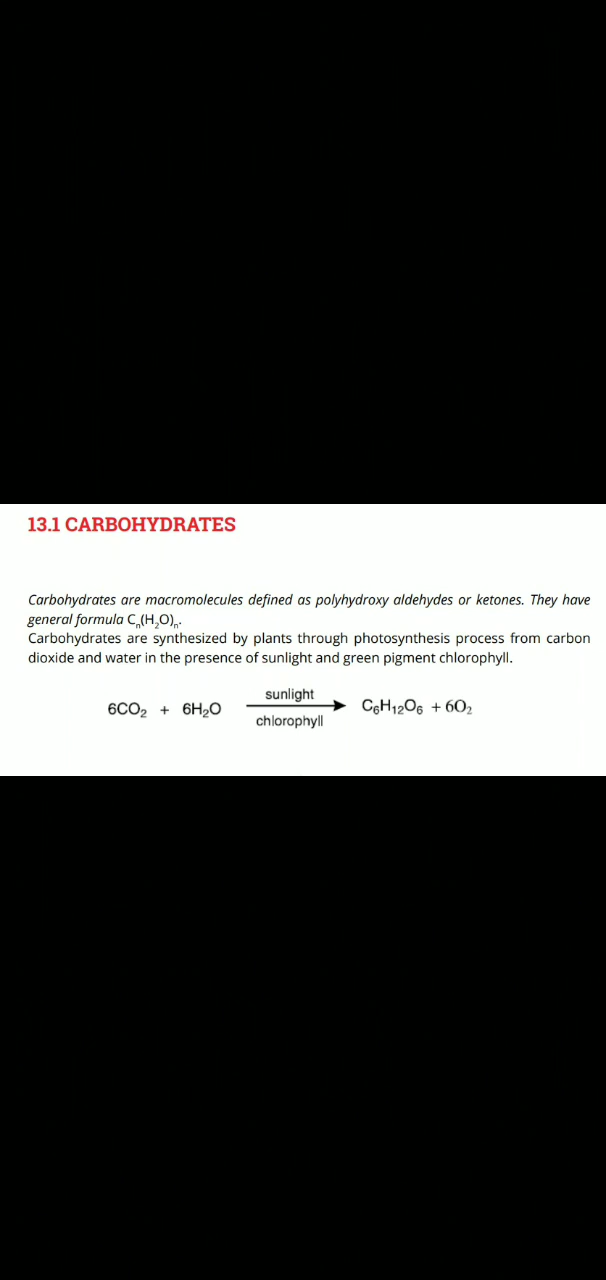 13.1 CARBOHYDRATES
Carbohydrates are macromolecules defined as polyhydroxy aldehydes or ketones. They have
general formula Cₙ(H₂O)ₙ.
Carbohydrates are synthesized by plants through photosynthesis process from carbon
dioxide and water in the presence of sunlight and green pigment chlorophyll.
sunlight
6CO₂ + 6H₂O ⟶ C₆H₁₂O₆ + 6O₂
chlorophyll